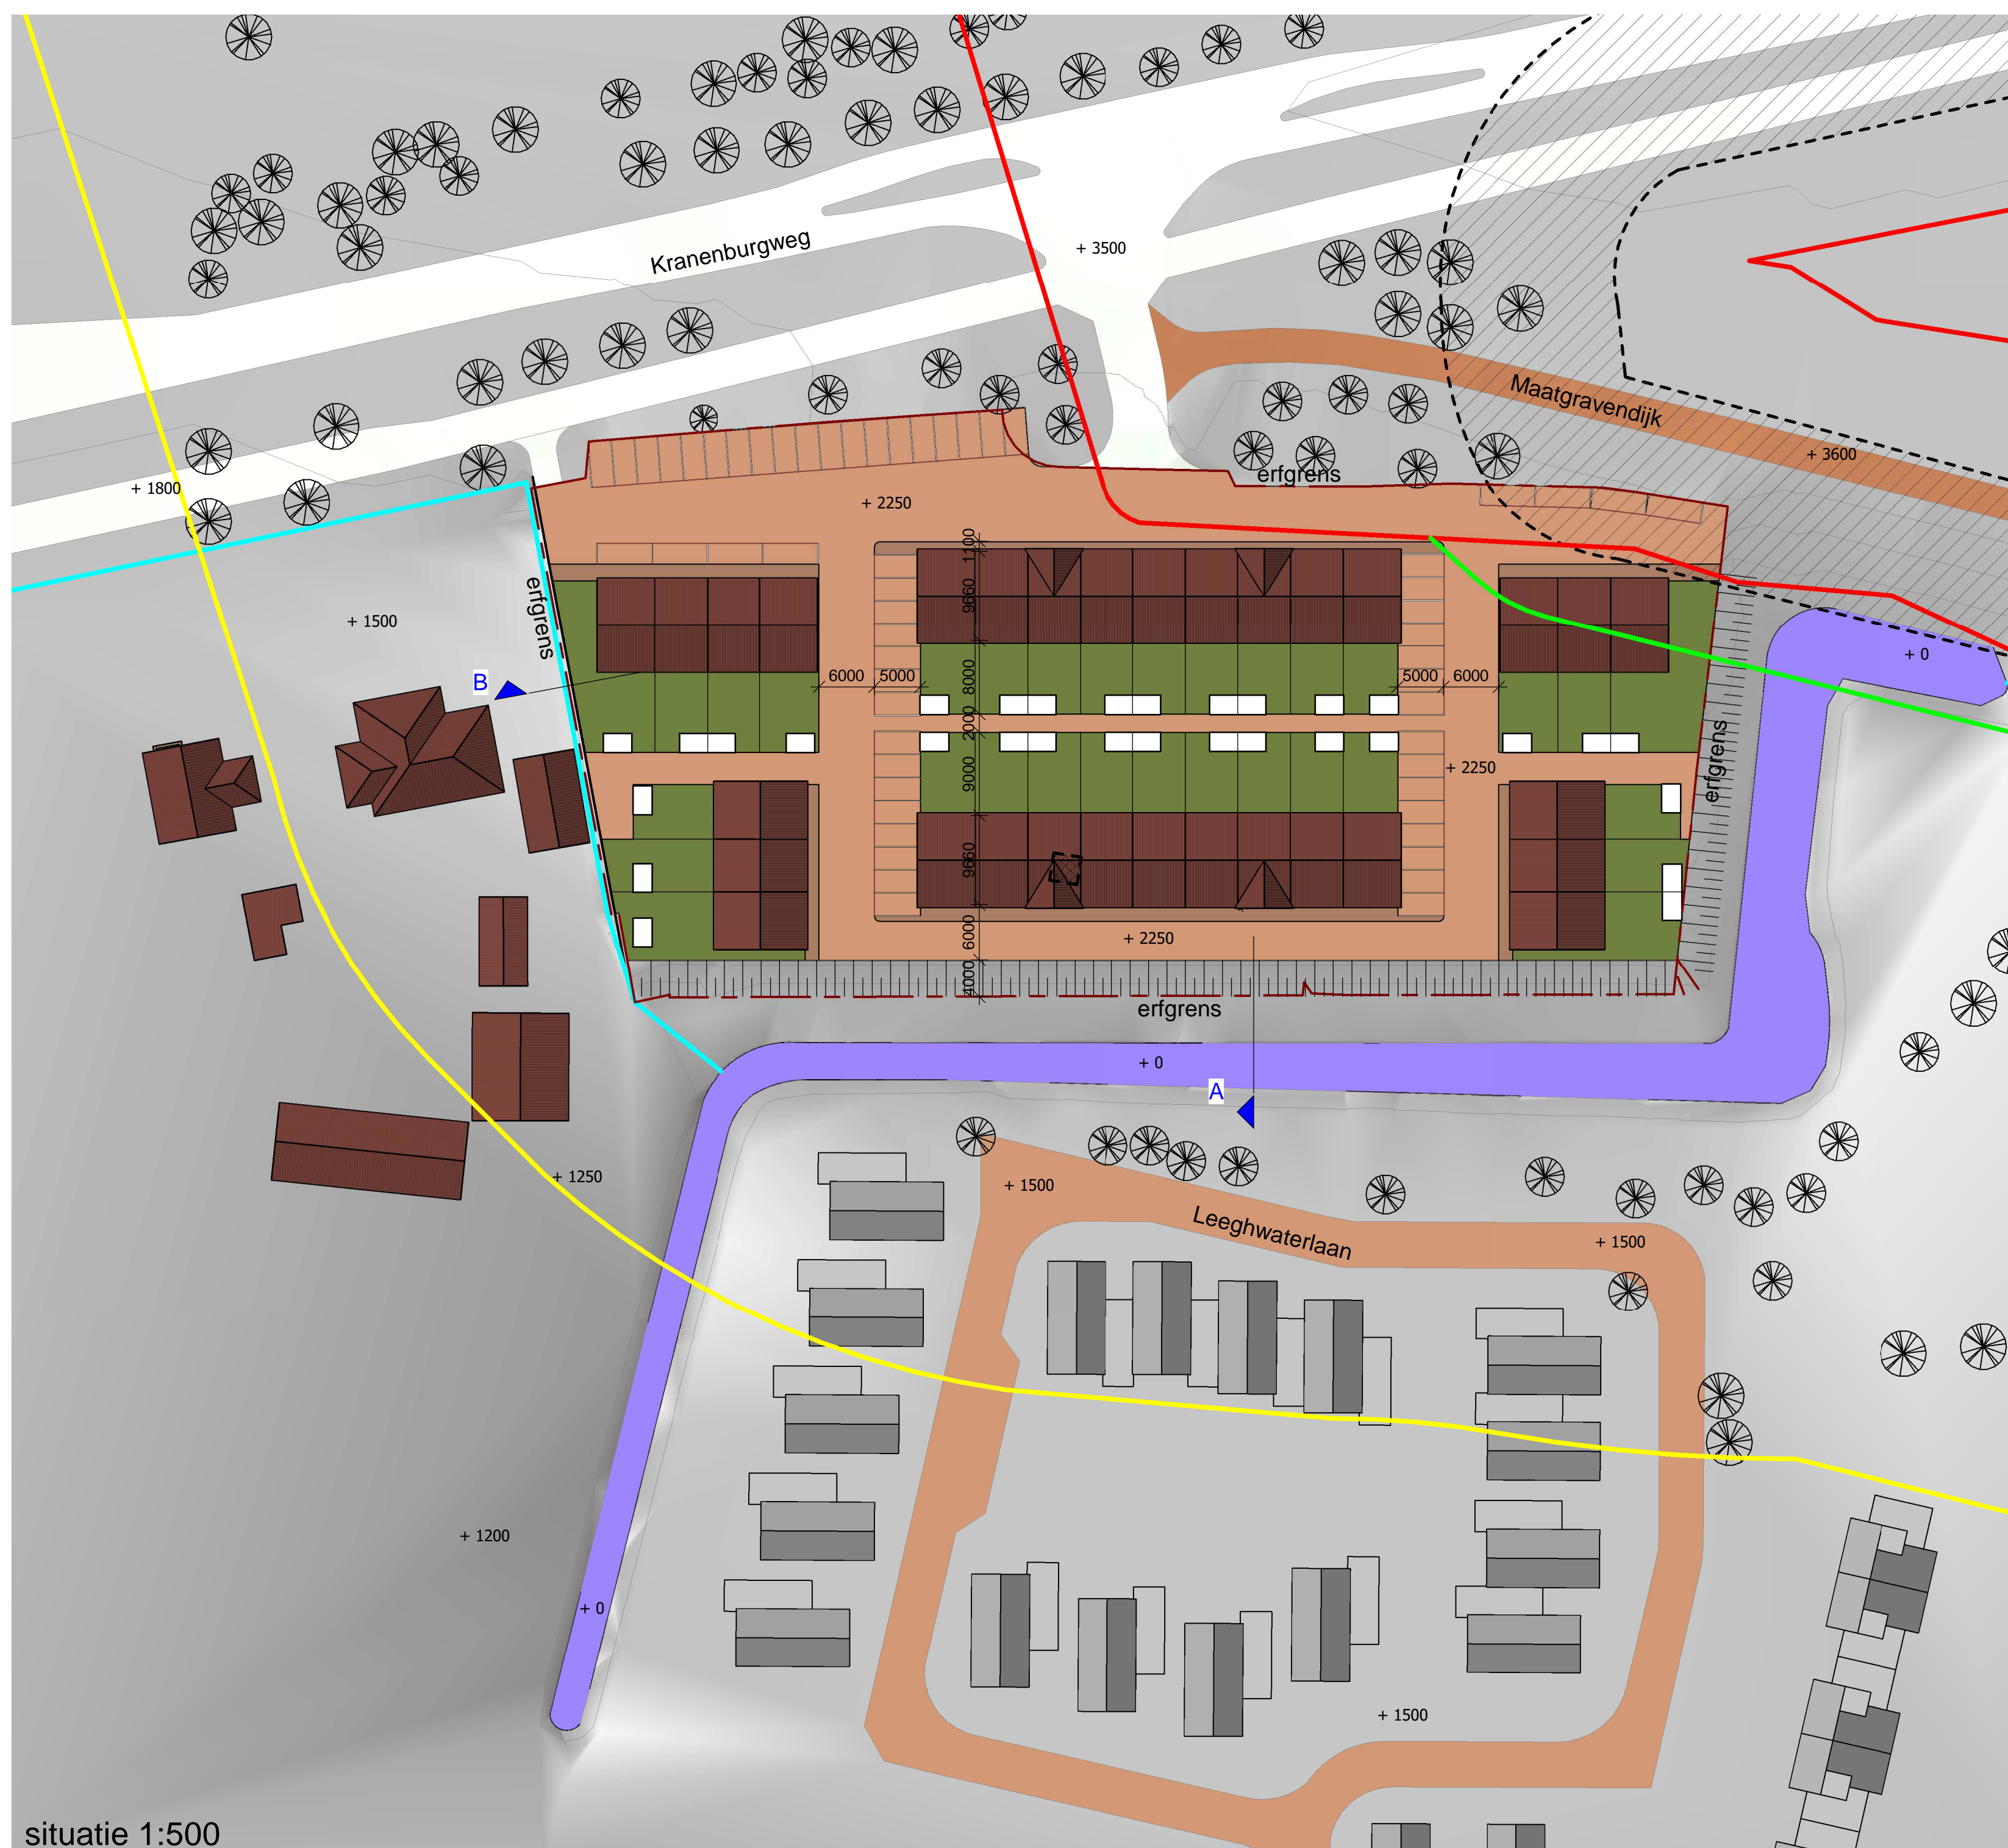 Kranenburgweg
+ 3500
Maatgravendijk
+ 3600
erfgrens
+ 1800
+ 2250
1100
9660
erfgrens
+ 1500
+ 0
B
6000
5000
8000
5000
6000
2000
erfgrens
9000
+ 2250
9660
6000
+ 2250
4000
erfgrens
+ 0
A
+ 1250
+ 1500
Leeghwaterlaan
+ 1500
+ 1200
+ 0
+ 1500
situatie 1:500